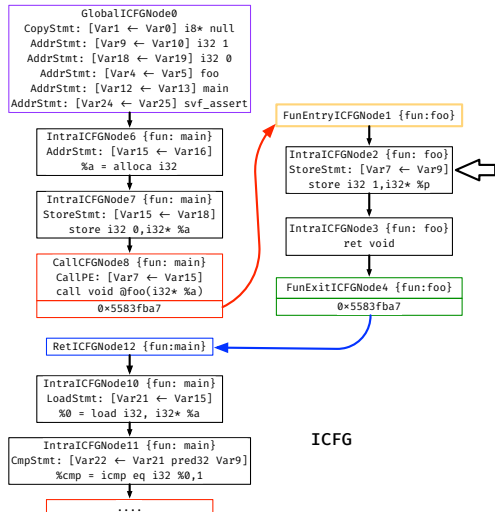 GlobalICFGNode0
CopyStmt: [Var1 ← Var0] i8* null
AddrStmt: [Var9 ← Var10] i32 1
AddrStmt: [Var18 ← Var19] i32 0
AddrStmt: [Var4 ← Var5] foo
AddrStmt: [Var12 ← Var13] main
AddrStmt: [Var24 ← Var25] svf_assert
IntraICFGNode6 {fun: main}
AddrStmt: [Var15 ← Var16]
%a = alloca i32
IntraICFGNode7 {fun: main}
StoreStmt: [Var15 ← Var18]
store i32 0,i32* %a
CallCFGNode8 {fun: main}
CallPE: [Var7 ← Var15]
call void @foo(i32* %a)
0×5583fba7
FunEntryICFGNode1 {fun:foo}
IntraICFGNode2 {fun: foo}
StoreStmt: [Var7 ← Var9]
store i32 1,i32* %p
IntraICFGNode3 {fun: foo}
ret void
FunExitICFGNode4 {fun:foo}
0×5583fba7
RetICFGNode12 {fun:main}
IntraICFGNode10 {fun: main}
LoadStmt: [Var21 ← Var15]
%0 = load i32, i32* %a
IntraICFGNode11 {fun: main}
CmpStmt: [Var22 ← Var21 pred32 Var9]
%cmp = icmp eq i32 %0,1
....
ICFG